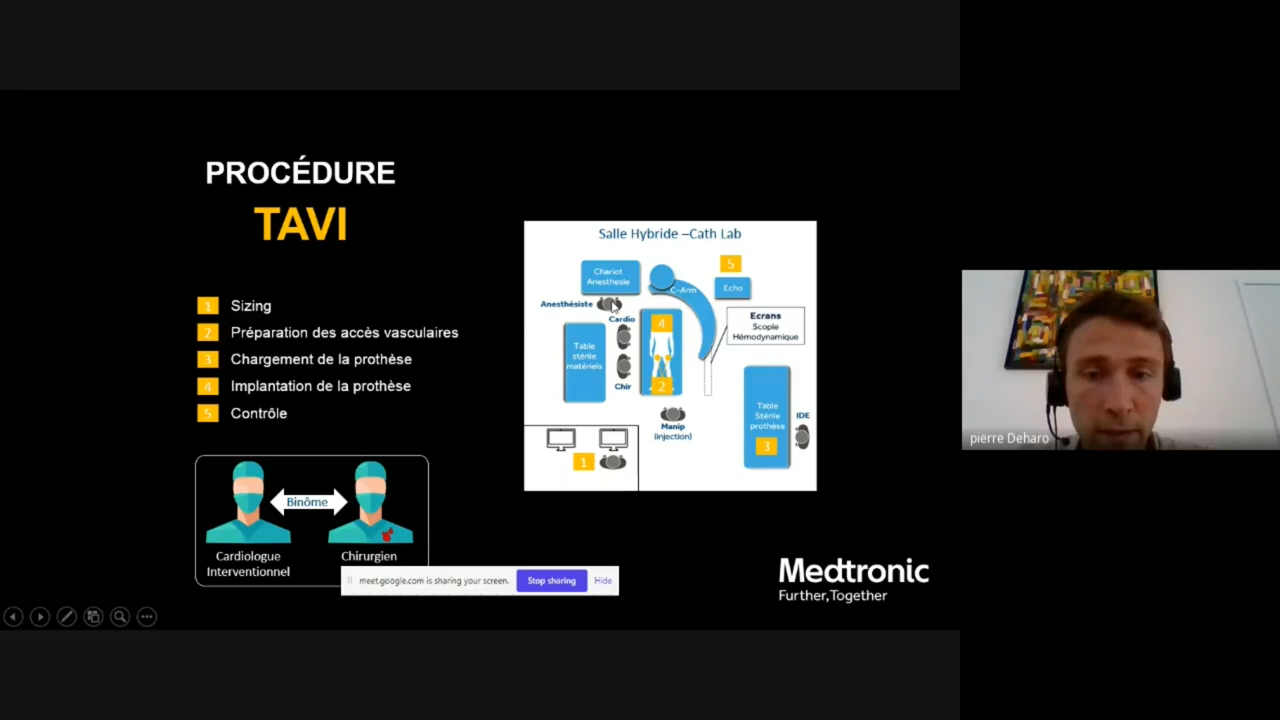 PROCÉDURE
TAVI
1 Sizing
2 Préparation des accès vasculaires
3 Chargement de la prothèse
4 Implantation de la prothèse
5 Contrôle
Binôme
Cardiologue
Interventionnel
Chirurgien
Salle Hybride –Cath Lab
Chariot
Anesthesie
5
C-Arm
Echo
Anesthésiste
Cardio
4
Ecrans
Scopie
Hémodynamique
Table
stérile
matériels
Chir
2
Manip
(injection)
Table
Stérile
prothèse
3
IDE
1
meet.google.com is sharing your screen.
Stop sharing
Hide
Medtronic
Further,Together
pierre Deharo